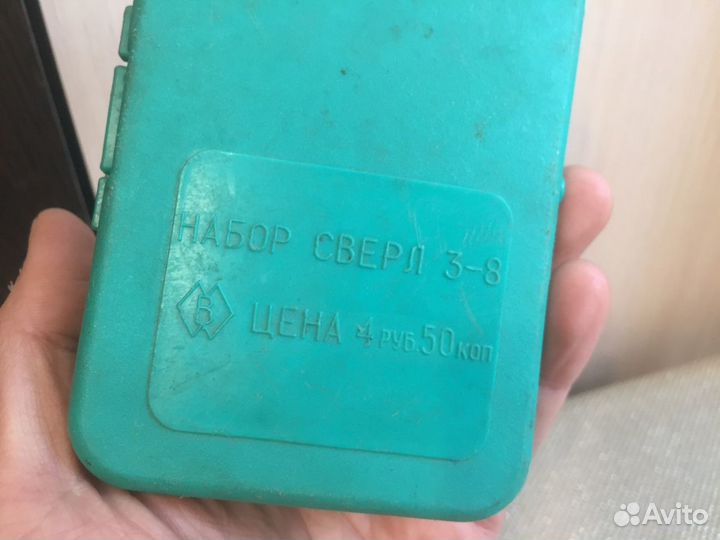 НАБОР СВЕРЛ 3-8
В ЦЕНА 4 РУБ. 50 КОП
Avito